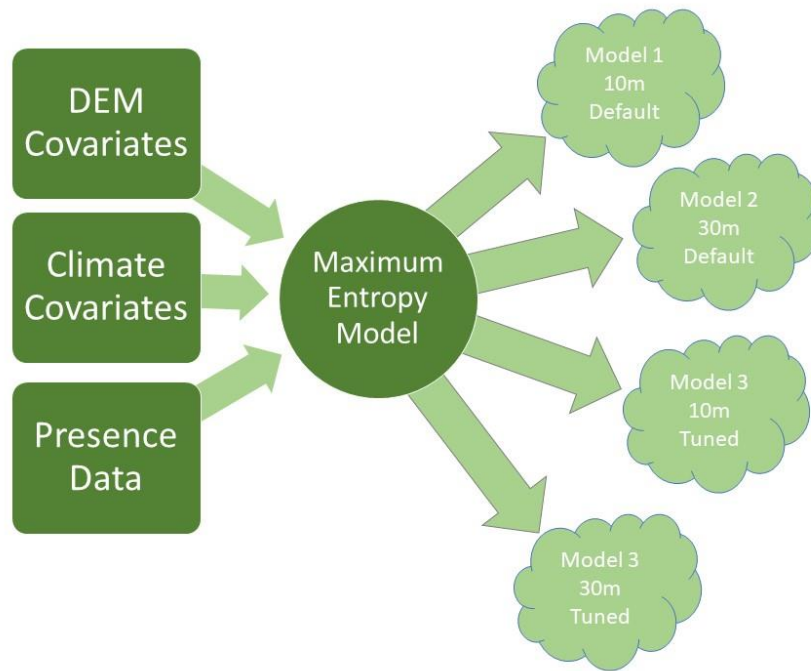 DEM
Covariates
Climate
Covariates
Presence
Data
Maximum
Entropy
Model
Model 1
10m
Default
Model 2
30m
Default
Model 3
10m
Tuned
Model 3
30m
Tuned